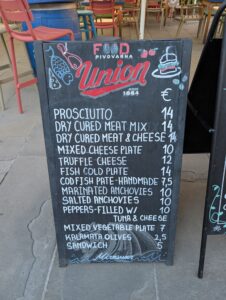 FOOD
PIVOVARNA
Union
SINCE
1864
€
PROSCIUTTO 14
DRY CURED MEAT MIX 14
DRY CURED MEAT & CHEESE 14
MIXED CHEESE PLATE 10
TRUFFLE CHEESE 12
FISH COLD PLATE 14
CODFISH PATE-HANDMADE 7,5
MARINATED ANCHOVIES 10
SALTED ANCHOVIES 10
PEPPERS-FILLED W/ 10
TUNA & CHEESE
MIXED VEGETABLE PLATE 7
KALAMATA OLIVES 2,5
SANDWICH 5